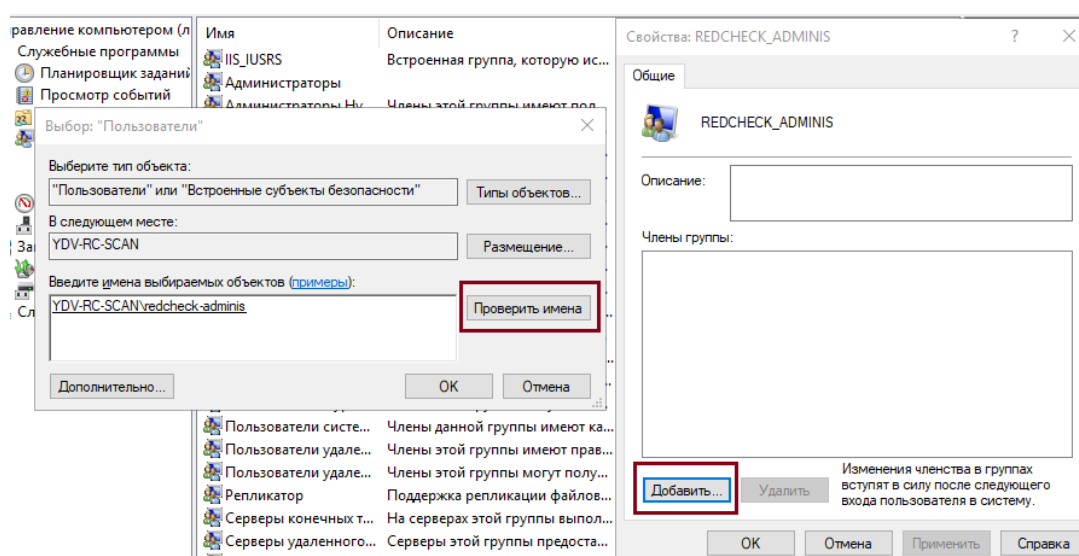 равление компьютером (л
Служебные программы
Планировщик заданий
Просмотр событий
За
Сл
Имя
Описание
IIS_IUSRS
Встроенная группа, которую ис...
Администраторы
Администраторы Hy
Члены этой группы имеют пол
Пользователи систе...
Члены данной группы имеют ка...
Пользователи удале...
Члены этой группы имеют прав...
Пользователи удале...
Члены этой группы могут полу...
Репликатор
Поддержка репликации файлов...
Серверы конечных т...
На серверах этой группы выпол...
Серверы удаленного...
Серверы этой группы предоста...
Выбор: "Пользователи"
Выберите тип объекта:
"Пользователи" или "Встроенные субъекты безопасности"
Типы объектов...
В следующем месте:
YDV-RC-SCAN
Размещение...
Введите имена выбираемых объектов (примеры):
YDV-RC-SCAN\redcheck-adminis
Проверить имена
Дополнительно...
OK
Отмена
Свойства: REDCHECK_ADMINIS
?
Общие
REDCHECK_ADMINIS
Описание:
Члены группы:
Добавить...
Удалить
Изменения членства в группах
вступят в силу после следующего
входа пользователя в систему.
OK
Отмена
Применить
Справка